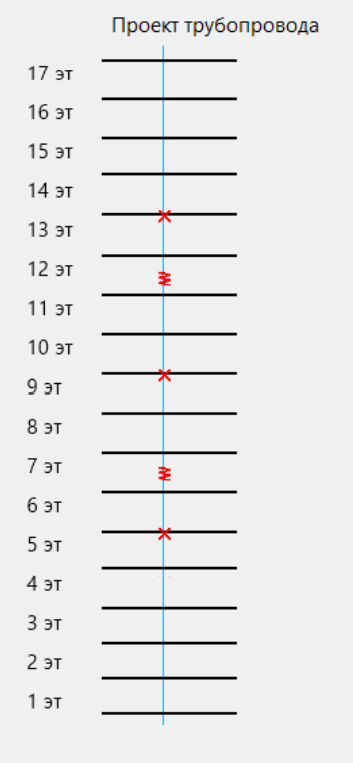 Проект трубопровода
17 эт
16 эт
15 эт
14 эт
13 эт
12 эт
11 эт
10 эт
9 эт
8 эт
7 эт
6 эт
5 эт
4 эт
3 эт
2 эт
1 эт